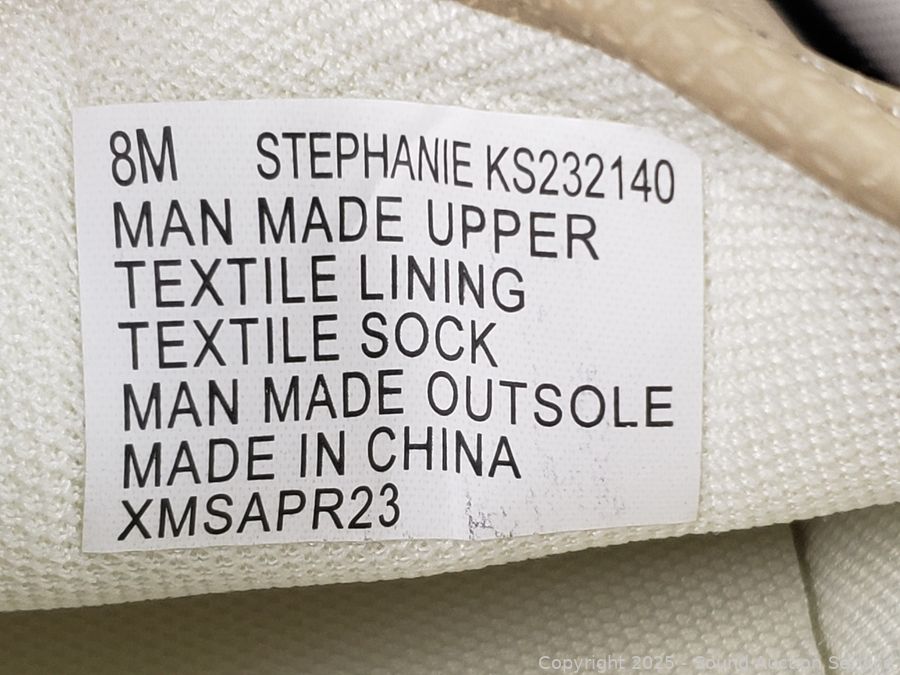 8M STEPHANIE KS232140
MAN MADE UPPER
TEXTILE LINING
TEXTILE SOCK
MAN MADE OUTSOLE
MADE IN CHINA
XMSAPR23
Copyright 2025 - Sound Auction Service